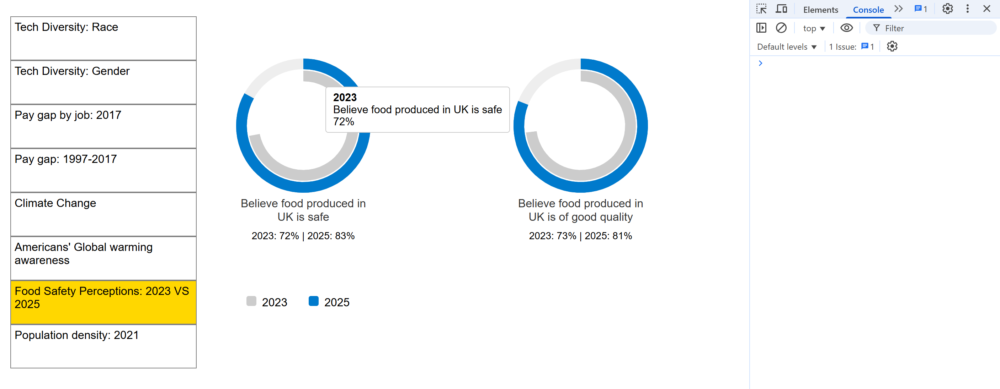 Tech Diversity: Race
Tech Diversity: Gender
Pay gap by job: 2017
Pay gap: 1997-2017
Climate Change
Americans' Global warming
awareness
Food Safety Perceptions: 2023 VS
2025
Population density: 2021
2023
Believe food produced in UK is safe
72%
Believe food produced in
UK is safe
2023: 72% | 2025: 83%
Believe food produced in
UK is of good quality
2023: 73% | 2025: 81%
2023
2025
Elements
Console
1
top
Filter
Default levels
1 Issue:
1